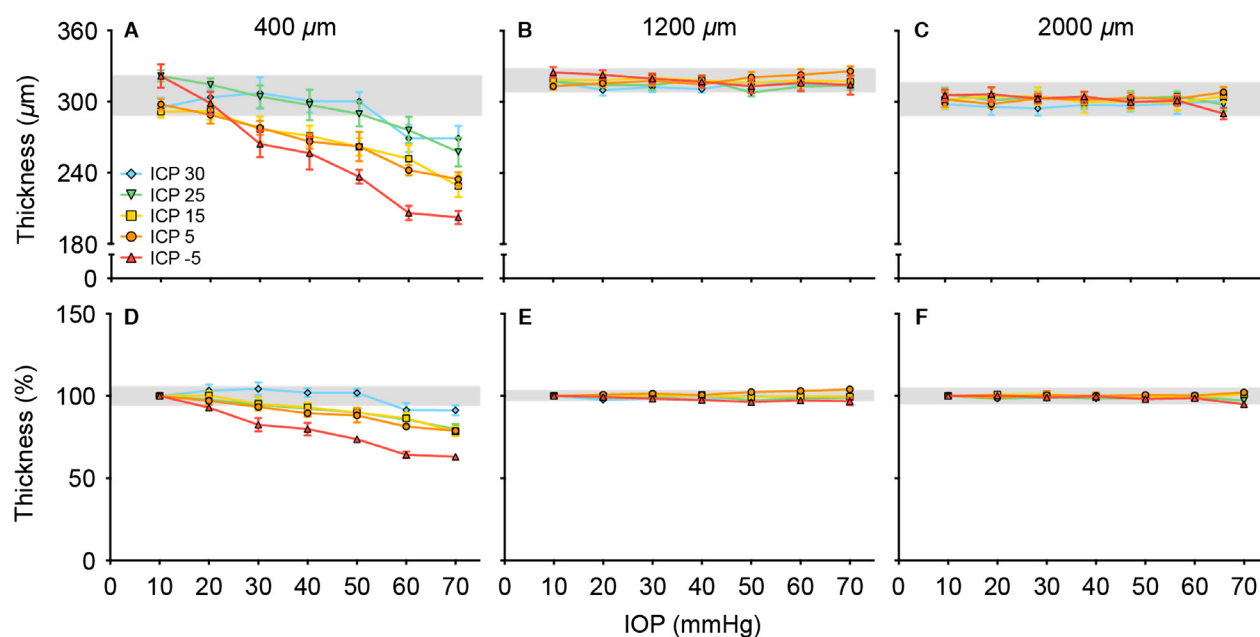 A 400 µm
B 1200 µm
C 2000 µm
Thickness (µm)
360
300
240
180
0
ICP 30
ICP 25
ICP 15
ICP 5
ICP -5
D
E
F
Thickness (%)
150
100
50
0
0 10 20 30 40 50 60 70
0 10 20 30 40 50 60 70
0 10 20 30 40 50 60 70
IOP (mmHg)